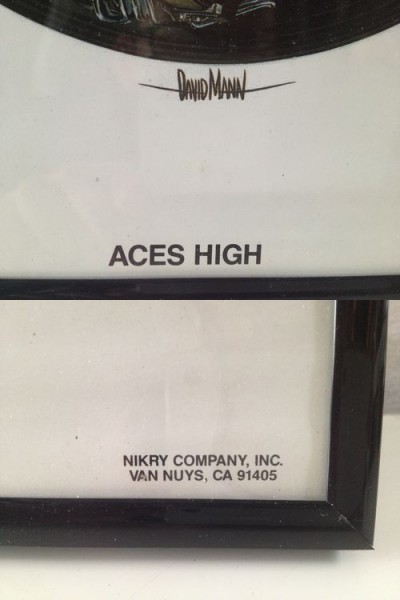 DAVID MANN
ACES HIGH
NIKRY COMPANY, INC.
VAN NUYS, CA 91405